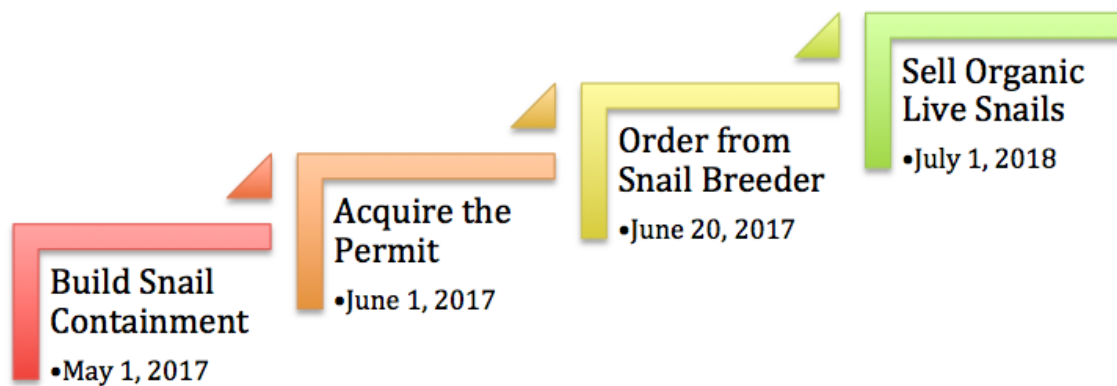 Build Snail
Containment
•May 1, 2017
Acquire the
Permit
•June 1, 2017
Order from
Snail Breeder
•June 20, 2017
Sell Organic
Live Snails
•July 1, 2018